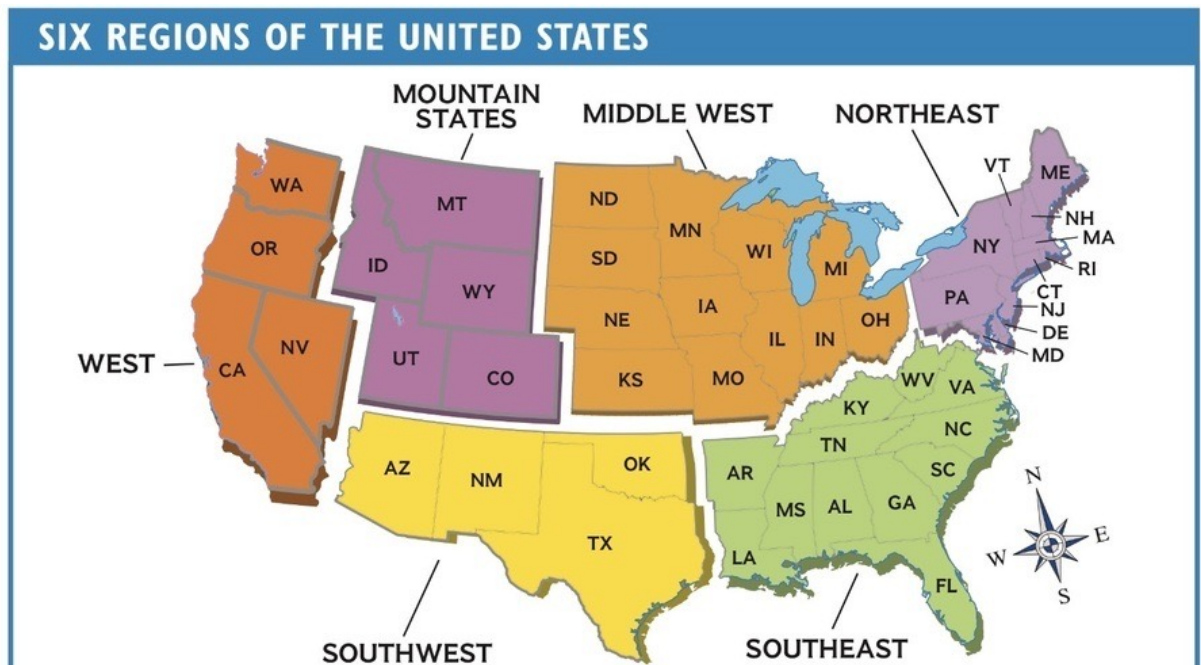 SIX REGIONS OF THE UNITED STATES
MOUNTAIN
STATES
MIDDLE WEST
NORTHEAST
WEST
SOUTHWEST
SOUTHEAST
WA
OR
CA
NV
MT
ID
WY
UT
CO
ND
SD
NE
KS
MN
IA
MO
WI
IL
IN
MI
OH
VT
ME
NH
MA
RI
CT
NJ
DE
MD
NY
PA
AZ
NM
OK
TX
AR
LA
KY
TN
MS
AL
GA
WV
VA
NC
SC
FL
N
E
S
W